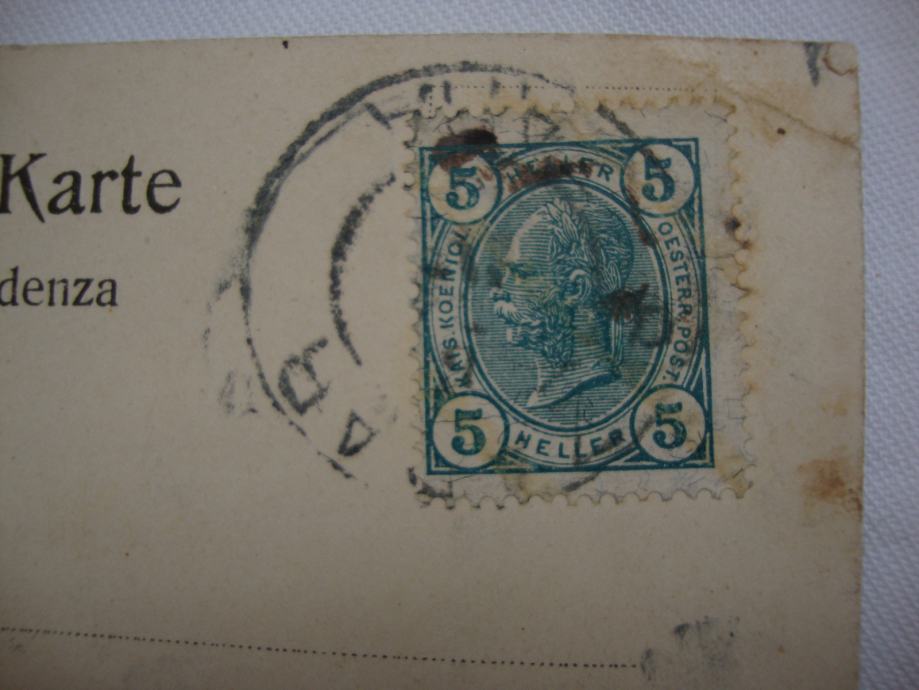 Karte
denza
5 HELLER 5
KAIS. KOENIGL.
OESTERR. POST.
5 HELLER 5